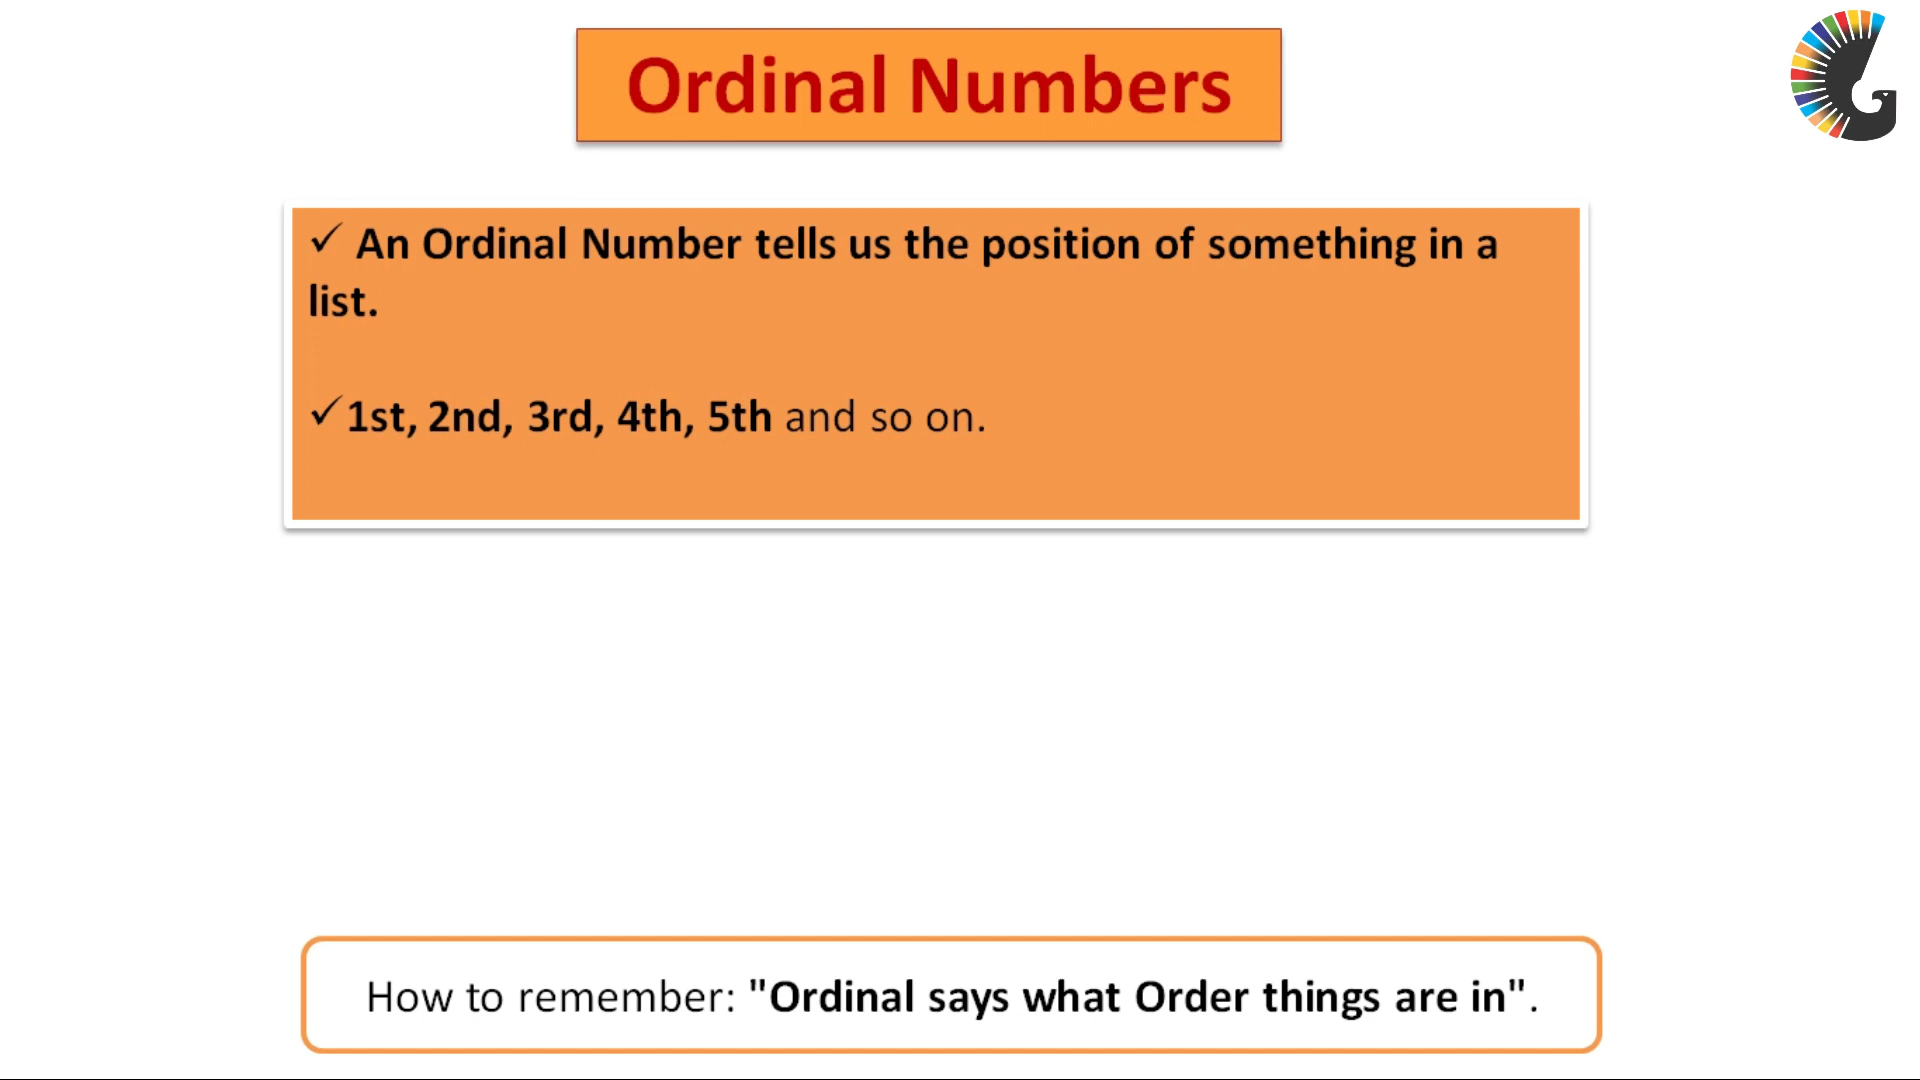 Ordinal Numbers
✓ An Ordinal Number tells us the position of something in a
list.
✓1st, 2nd, 3rd, 4th, 5th and so on.
How to remember: "Ordinal says what Order things are in".